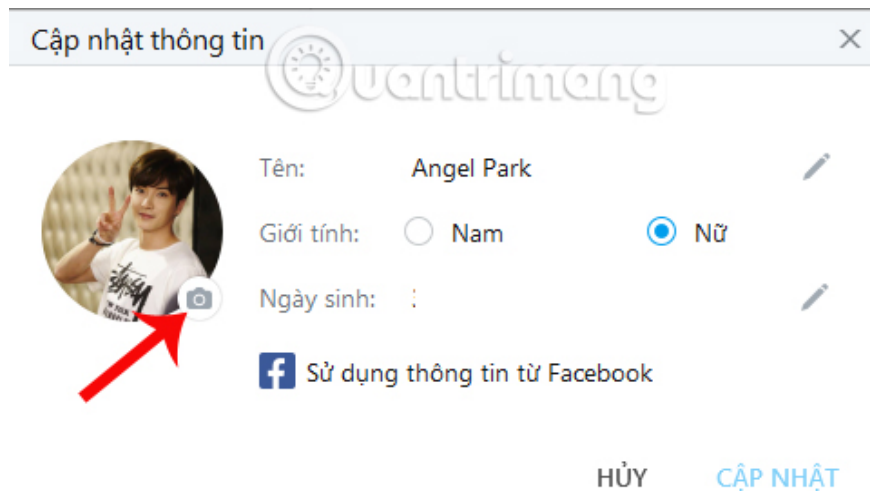 Cập nhật thông tin
Quantrimang
Tên: Angel Park
Giới tính: Nam Nữ
Ngày sinh:
Sử dụng thông tin từ Facebook
HỦY CẬP NHẬT